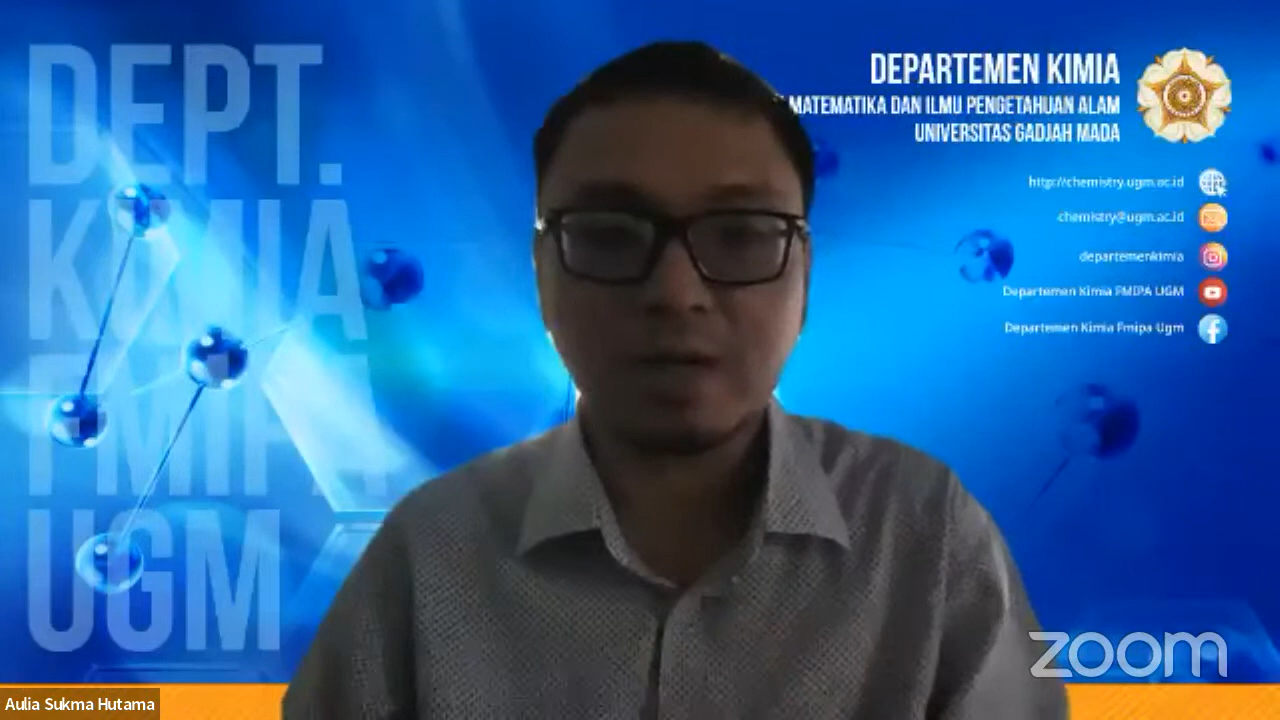 DEPT.
KIMIA
FMIPA
UGM
DEPARTEMEN KIMIA
MATEMATIKA DAN ILMU PENGETAHUAN ALAM
UNIVERSITAS GADJAH MADA
http://chemistry.ugm.ac.id
chemistry@ugm.ac.id
departemenkimia
Departemen Kimia FMIPA UGM
Departemen Kimia Fmipa Ugm
zoom
Aulia Sukma Hutama